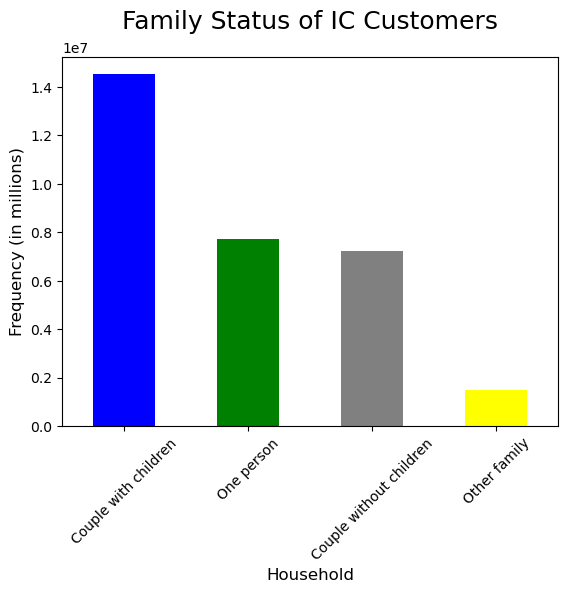 Family Status of IC Customers
1e7
1.4
1.2
1.0
0.8
0.6
0.4
0.2
0.0
Frequency (in millions)
Couple with children
One person
Couple without children
Other family
Household